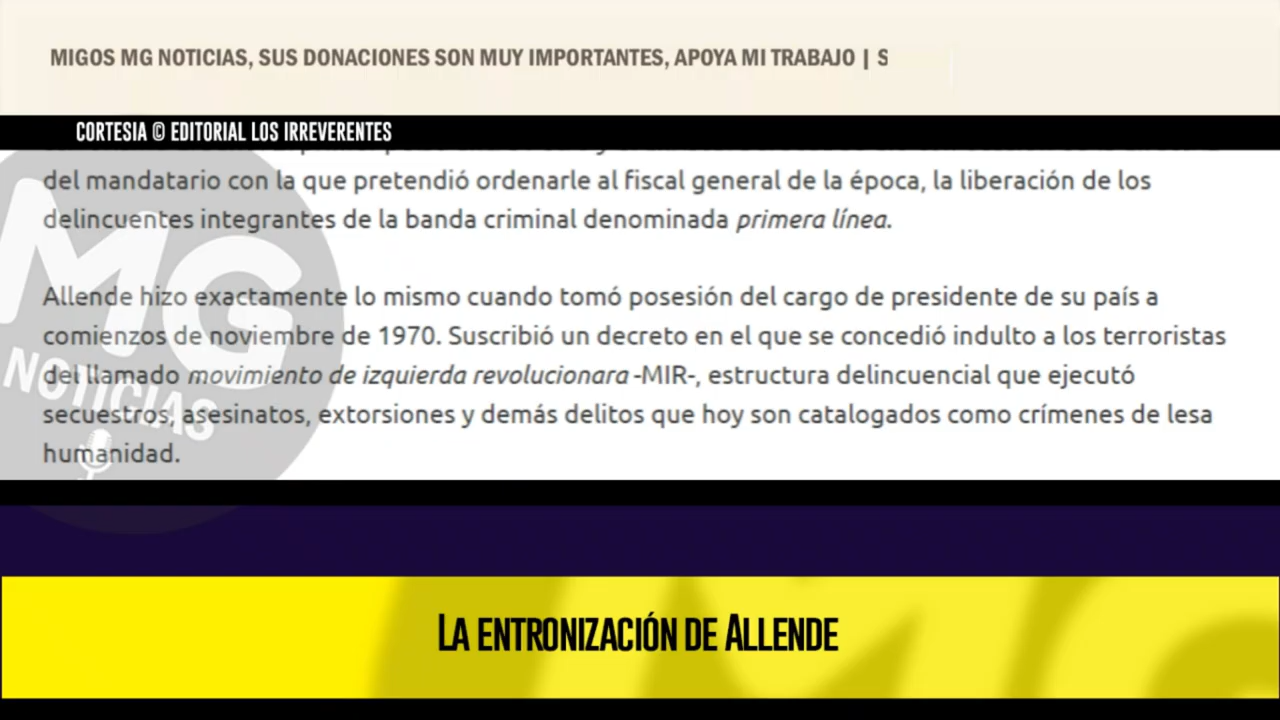 MIGOS MG NOTICIAS, SUS DONACIONES SON MUY IMPORTANTES, APOYA MI TRABAJO | S
CORTESIA © EDITORIAL LOS IRREVERENTES
del mandatario con la que pretendió ordenarle al fiscal general de la época, la liberación de los
delincuentes integrantes de la banda criminal denominada primera línea.
Allende hizo exactamente lo mismo cuando tomó posesión del cargo de presidente de su país a
comienzos de noviembre de 1970. Suscribió un decreto en el que se concedió indulto a los terroristas
del llamado movimiento de izquierda revolucionara -MIR-, estructura delincuencial que ejecutó
secuestros, asesinatos, extorsiones y demás delitos que hoy son catalogados como crímenes de lesa
humanidad.
MG
NOTICIAS
LA ENTRONIZACIÓN DE ALLENDE
MG